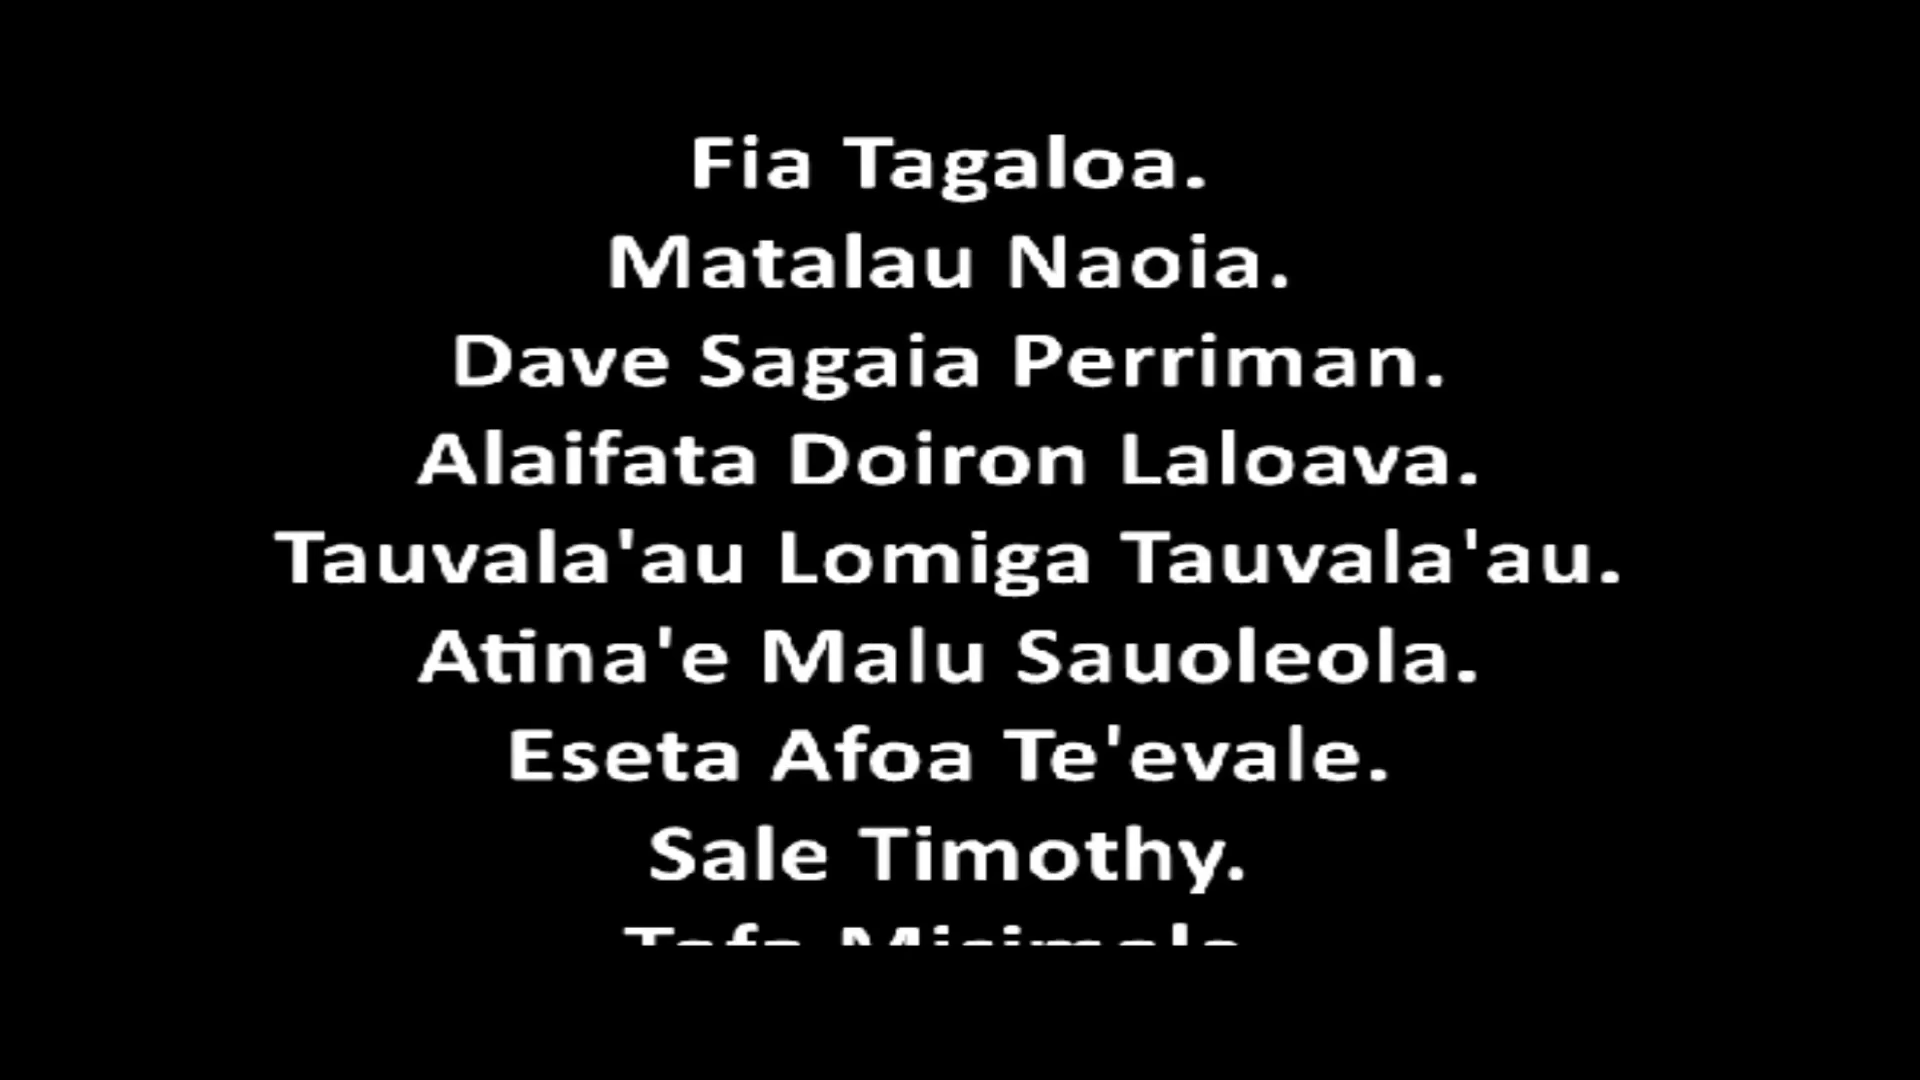 Fia Tagaloa.
Matalau Naoia.
Dave Sagaia Perriman.
Alaifata Doiron Laloava.
Tauvala'au Lomiga Tauvala'au.
Atina'e Malu Sauoleola.
Eseta Afoa Te'evale.
Sale Timothy.